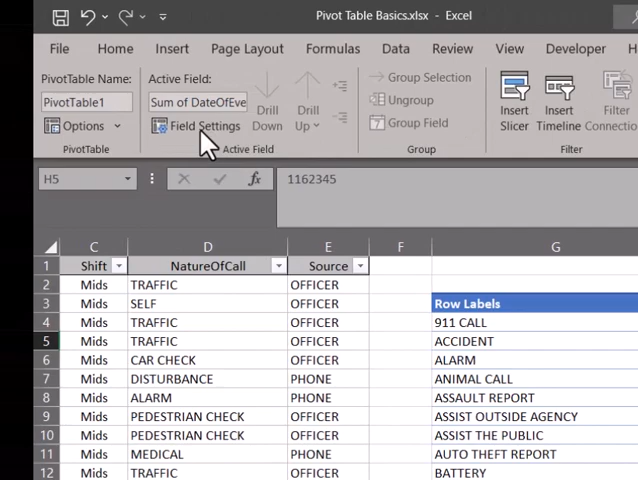 Pivot Table Basics.xlsx - Excel
File Home Insert Page Layout Formulas Data Review View Developer
PivotTable Name: Active Field:
PivotTable1 Sum of DateOfEve Drill Down Drill Up Group Selection Ungroup Group Field Insert Slicer Insert Timeline Filter
Options Field Settings
PivotTable Active Field Group Filter
H5 fx 1162345
C D E F G
1 Shift NatureOfCall Source
2 Mids TRAFFIC OFFICER
3 Mids SELF OFFICER Row Labels
4 Mids TRAFFIC OFFICER 911 CALL
5 Mids TRAFFIC OFFICER ACCIDENT
6 Mids CAR CHECK OFFICER ALARM
7 Mids DISTURBANCE PHONE ANIMAL CALL
8 Mids ALARM PHONE ASSAULT REPORT
9 Mids PEDESTRIAN CHECK OFFICER ASSIST OUTSIDE AGENCY
10 Mids PEDESTRIAN CHECK OFFICER ASSIST THE PUBLIC
11 Mids MEDICAL PHONE AUTO THEFT REPORT
12 Mids TRAFFIC OFFICER BATTERY